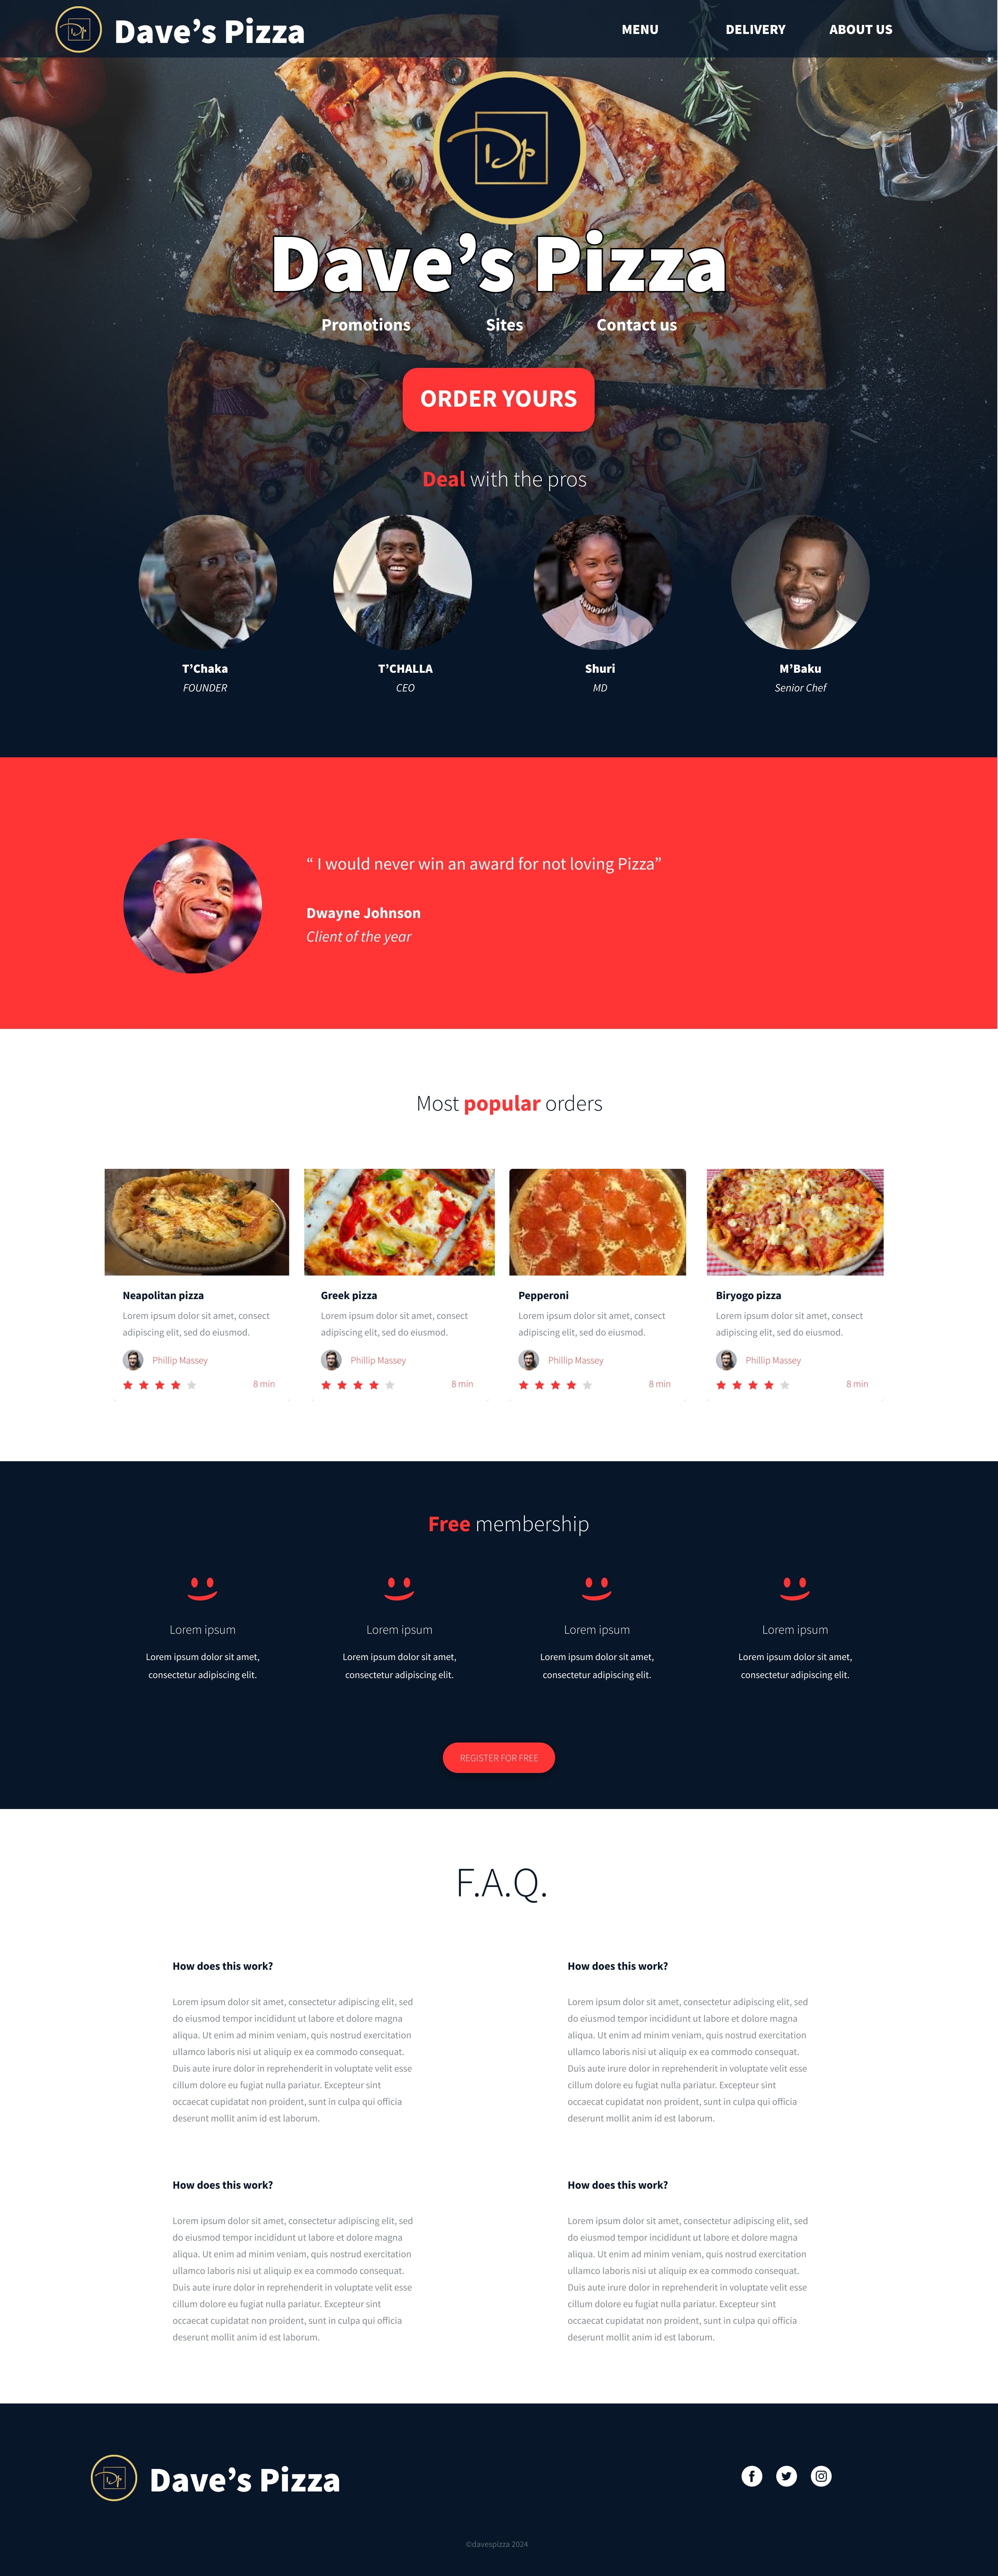 Dp Dave's Pizza MENU DELIVERY ABOUT US
Dp
Dave's Pizza
Promotions Sites Contact us
ORDER YOURS
Deal with the pros
T'Chaka T'CHALLA Shuri M'Baku
FOUNDER CEO MD Senior Chef
“ I would never win an award for not loving Pizza”
Dwayne Johnson
Client of the year
Most popular orders
Neapolitan pizza
Lorem ipsum dolor sit amet, consect
adipiscing elit, sed do eiusmod.
Phillip Massey
8 min
Greek pizza
Lorem ipsum dolor sit amet, consect
adipiscing elit, sed do eiusmod.
Phillip Massey
8 min
Pepperoni
Lorem ipsum dolor sit amet, consect
adipiscing elit, sed do eiusmod.
Phillip Massey
8 min
Biryogo pizza
Lorem ipsum dolor sit amet, consect
adipiscing elit, sed do eiusmod.
Phillip Massey
8 min
Free membership
Lorem ipsum
Lorem ipsum dolor sit amet,
consectetur adipiscing elit.
Lorem ipsum
Lorem ipsum dolor sit amet,
consectetur adipiscing elit.
Lorem ipsum
Lorem ipsum dolor sit amet,
consectetur adipiscing elit.
Lorem ipsum
Lorem ipsum dolor sit amet,
consectetur adipiscing elit.
REGISTER FOR FREE
F.A.Q.
How does this work?
Lorem ipsum dolor sit amet, consectetur adipiscing elit, sed
do eiusmod tempor incididunt ut labore et dolore magna
aliqua. Ut enim ad minim veniam, quis nostrud exercitation
ullamco laboris nisi ut aliquip ex ea commodo consequat.
Duis aute irure dolor in reprehenderit in voluptate velit esse
cillum dolore eu fugiat nulla pariatur. Excepteur sint
occaecat cupidatat non proident, sunt in culpa qui officia
deserunt mollit anim id est laborum.
How does this work?
Lorem ipsum dolor sit amet, consectetur adipiscing elit, sed
do eiusmod tempor incididunt ut labore et dolore magna
aliqua. Ut enim ad minim veniam, quis nostrud exercitation
ullamco laboris nisi ut aliquip ex ea commodo consequat.
Duis aute irure dolor in reprehenderit in voluptate velit esse
cillum dolore eu fugiat nulla pariatur. Excepteur sint
occaecat cupidatat non proident, sunt in culpa qui officia
deserunt mollit anim id est laborum.
How does this work?
Lorem ipsum dolor sit amet, consectetur adipiscing elit, sed
do eiusmod tempor incididunt ut labore et dolore magna
aliqua. Ut enim ad minim veniam, quis nostrud exercitation
ullamco laboris nisi ut aliquip ex ea commodo consequat.
Duis aute irure dolor in reprehenderit in voluptate velit esse
cillum dolore eu fugiat nulla pariatur. Excepteur sint
occaecat cupidatat non proident, sunt in culpa qui officia
deserunt mollit anim id est laborum.
How does this work?
Lorem ipsum dolor sit amet, consectetur adipiscing elit, sed
do eiusmod tempor incididunt ut labore et dolore magna
aliqua. Ut enim ad minim veniam, quis nostrud exercitation
ullamco laboris nisi ut aliquip ex ea commodo consequat.
Duis aute irure dolor in reprehenderit in voluptate velit esse
cillum dolore eu fugiat nulla pariatur. Excepteur sint
occaecat cupidatat non proident, sunt in culpa qui officia
deserunt mollit anim id est laborum.
Dp Dave's Pizza
©davespizza 2024